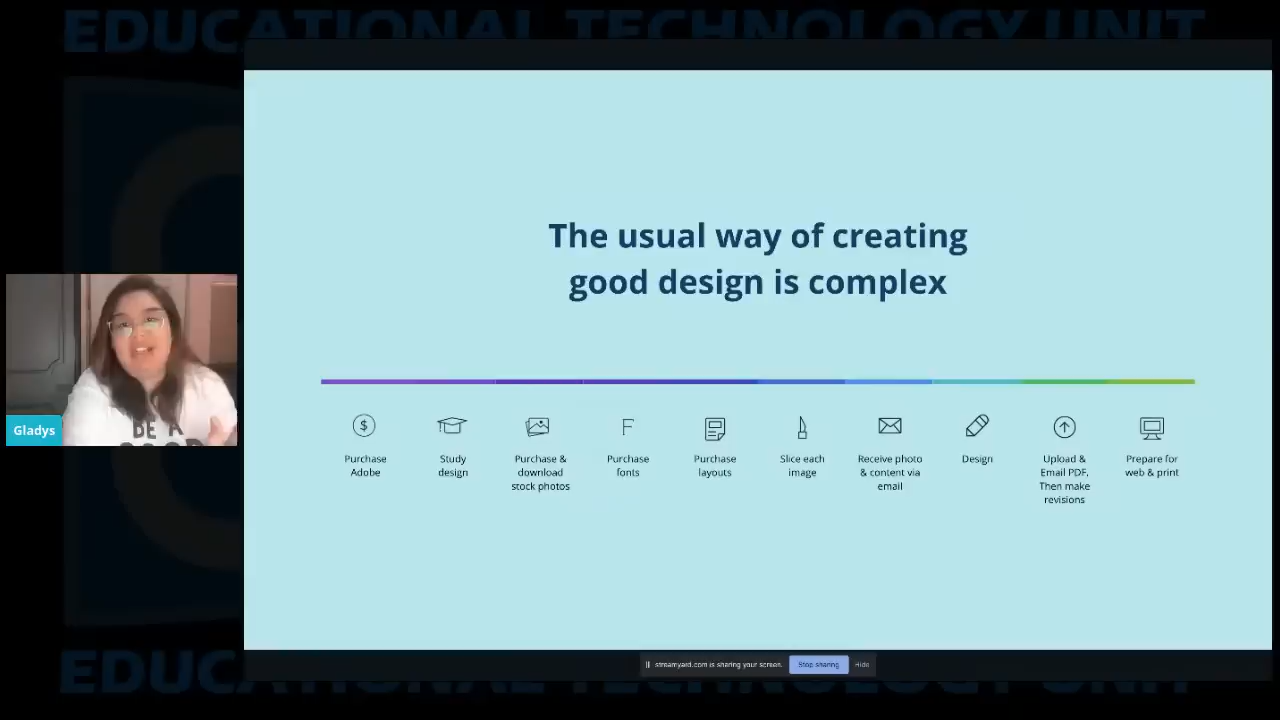 EDUCATIONAL TECHNOLOGY UNIT
The usual way of creating
good design is complex
$
F
Purchase
Adobe
Study
design
Purchase &
download
stock photos
Purchase
fonts
Purchase
layouts
Slice each
image
Receive photo
& content via
email
Design
Upload &
Email PDF.
Then make
revisions
Prepare for
web & print
BE A
GOOD
Gladys
streamyard.com is sharing your screen.
Stop sharing
Hide
EDUCATIONAL TECHNOLOGY UNIT